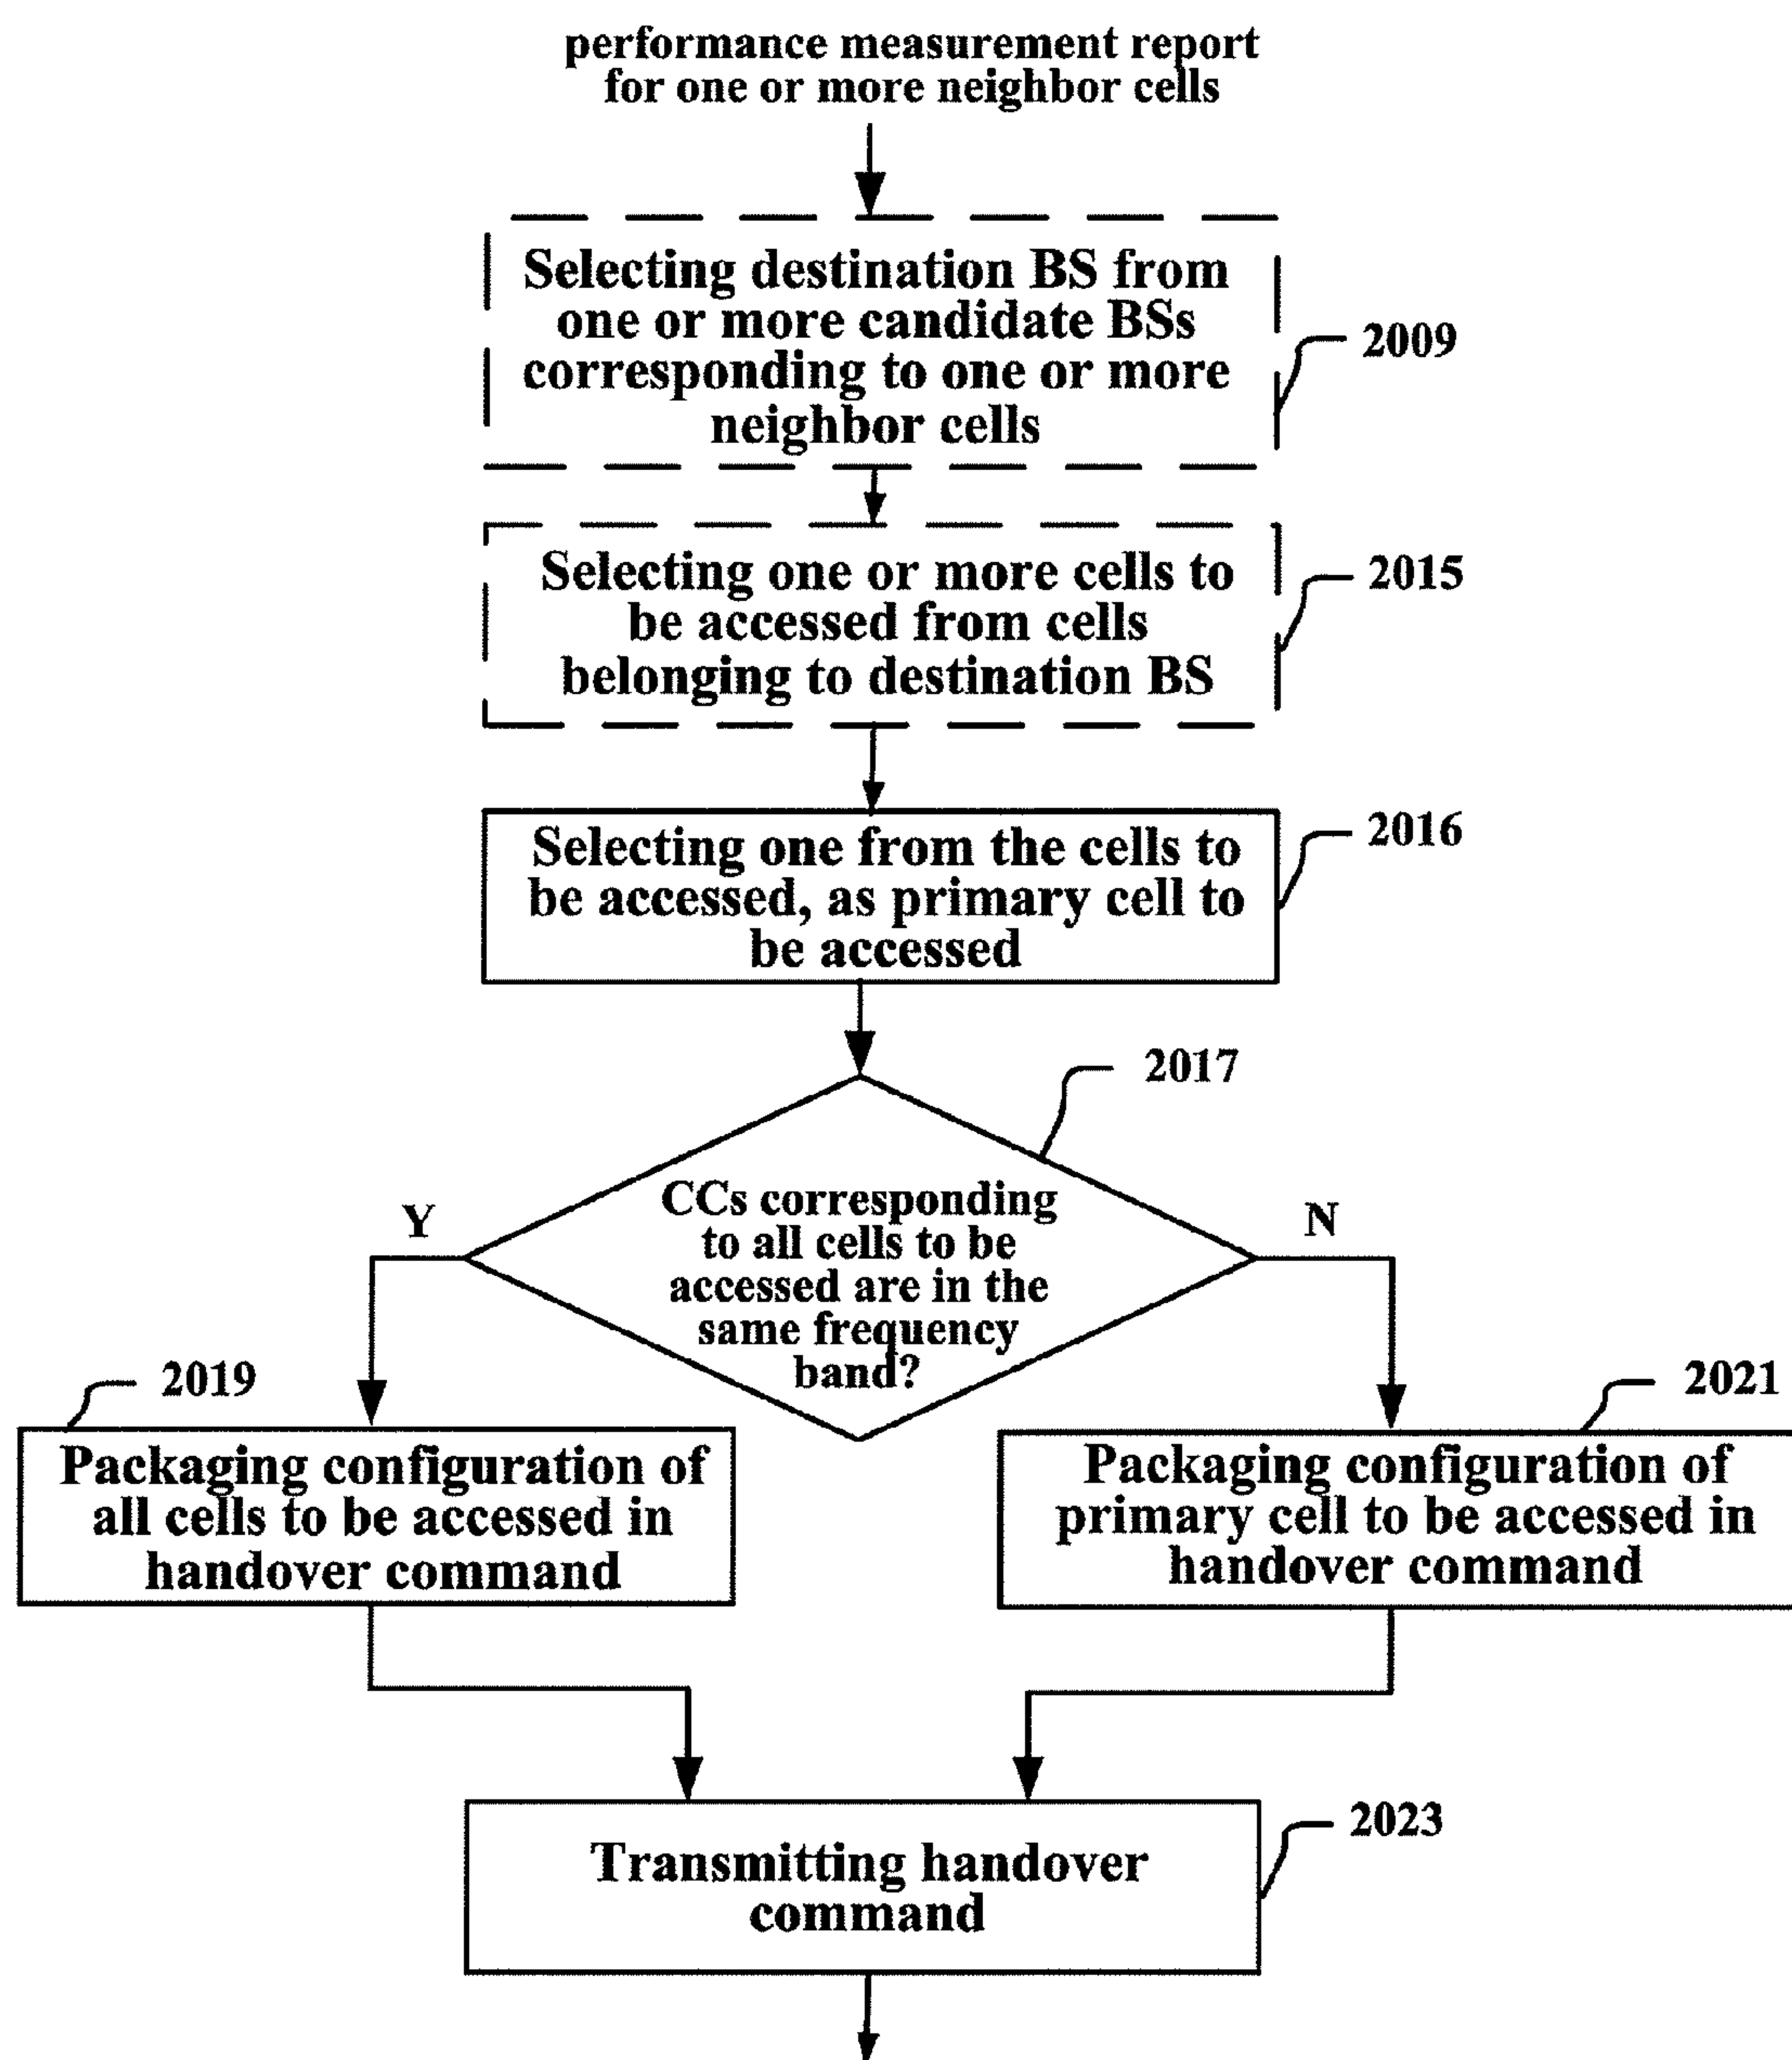 performance measurement report
for one or more neighbor cells
Selecting destination BS from
one or more candidate BSs
corresponding to one or more
neighbor cells
2009
Selecting one or more cells to
be accessed from cells
belonging to destination BS
2015
Selecting one from the cells to
be accessed, as primary cell to
be accessed
2016
2017
CCs corresponding
to all cells to be
accessed are in the
same frequency
band?
Y
N
2019
Packaging configuration of
all cells to be accessed in
handover command
2021
Packaging configuration of
primary cell to be accessed in
handover command
Transmitting handover
command
2023